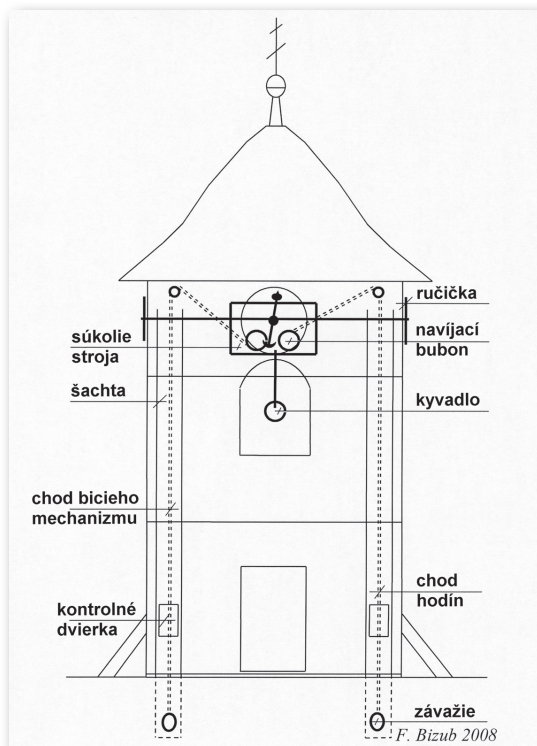 ručička
súkolie
stroja
navíjací
bubon
šachta
kyvadlo
chod bicieho
mechanizmu
chod
hodín
kontrolné
dvierka
závažie
F. Bizub 2008